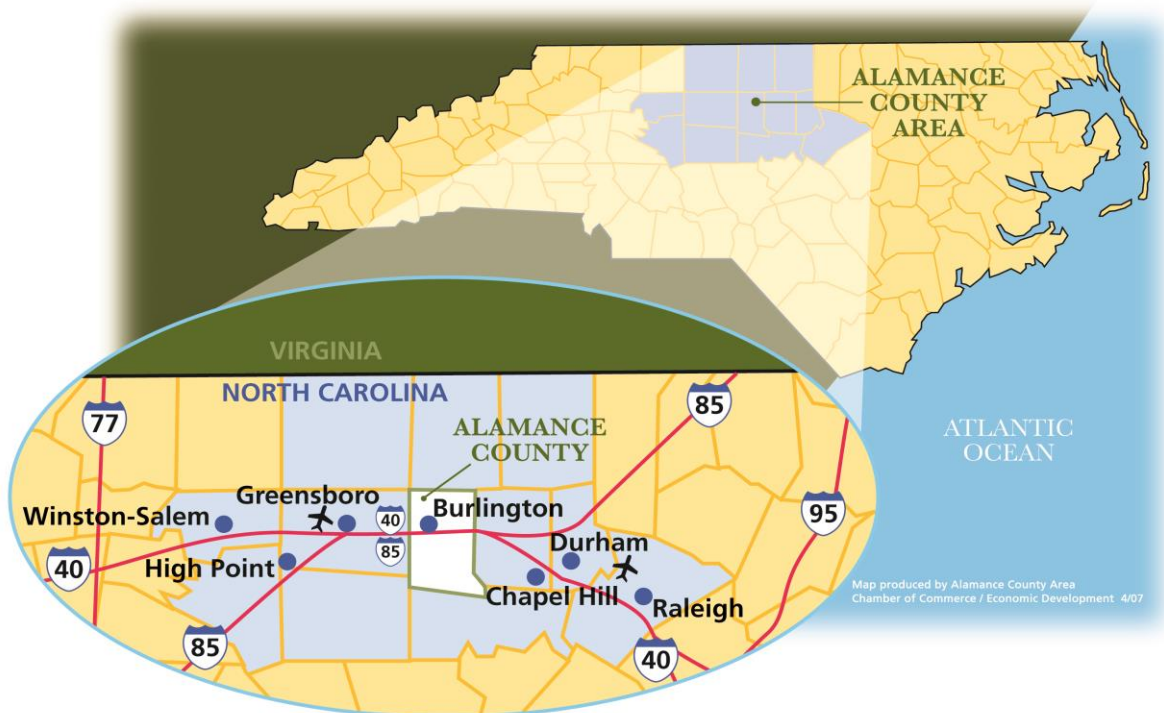 ALAMANCE
COUNTY
AREA
VIRGINIA
NORTH CAROLINA
77
85
ALAMANCE
COUNTY
ATLANTIC
OCEAN
Greensboro
Winston-Salem
40
Burlington
95
85
Durham
40
High Point
Chapel Hill
Raleigh
85
40
Map produced by Alamance County Area
Chamber of Commerce / Economic Development 4/07